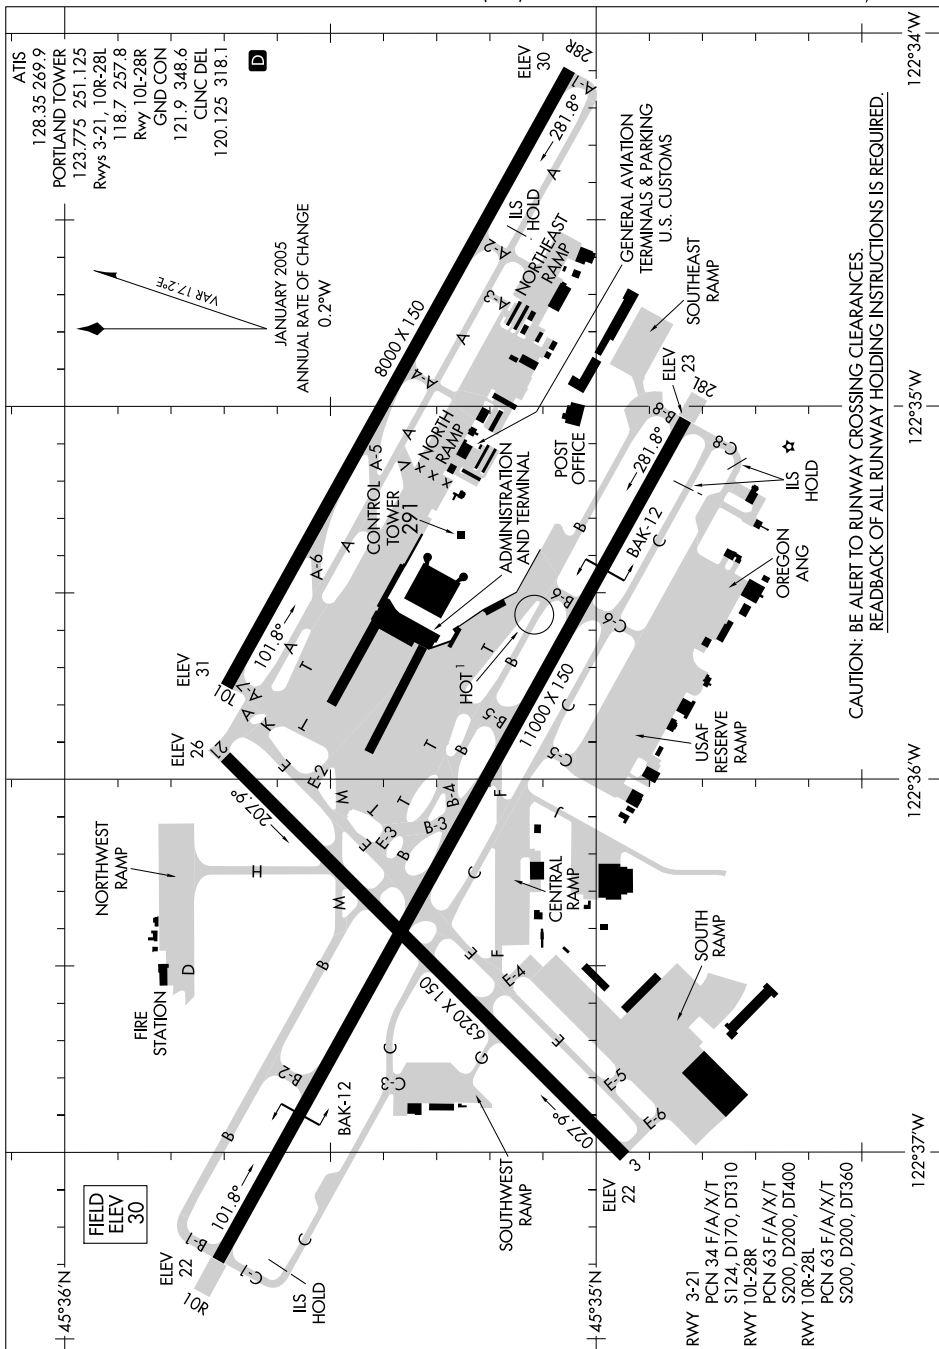 ATIS
128.35 269.9
PORTLAND TOWER
123.775 251.125
Rwys 3-21, 10R-28L
118.7 257.8
Rwy 10L-28R
GND CON
121.9 348.6
CLNC DEL
120.125 318.1
D
VAR 17.2°E
JANUARY 2005
ANNUAL RATE OF CHANGE
0.2°W
FIELD
ELEV
30
NORTHWEST
RAMP
FIRE
STATION
D
H
ELEV
22
10R
B-1
C-1
101.8°
ILS
HOLD
C
B
B-2
BAK-12
B
M
C
C-3
G
SOUTHWEST
RAMP
ELEV
26
21
207.9°
ELEV
31
10L
101.8°
A-7
A
K
E
E-2
T
T
A
A-6
A
A-5
A
V
X X X X
8000 X 150
A-4
A
A-3
A-2
ILS
HOLD
A
281.8°
A-1
28R
ELEV
30
NORTHEAST
RAMP
NORTH
RAMP
CONTROL
TOWER
291
ADMINISTRATION
AND TERMINAL
GENERAL AVIATION
TERMINALS & PARKING
U.S. CUSTOMS
POST
OFFICE
SOUTHEAST
RAMP
W
T
T
T
T
E
E-3
B
B-3
B-4
B
B-5
B
HOT 1
B-6
B
11000 X 150
BAK-12
281.8°
B-8
ELEV
23
28L
C-8
ILS
HOLD
C
C-6
C
C-5
C
F
J
F
E
E-4
CENTRAL
RAMP
USAF
RESERVE
RAMP
OREGON
ANG
6320 X 150
E
E-5
E-6
SOUTH
RAMP
027.9°
3
ELEV
22
RWY 3-21
PCN 34 F/A/X/T
S124, D170, DT310
RWY 10L-28R
PCN 63 F/A/X/T
S200, D200, DT400
RWY 10R-28L
PCN 63 F/A/X/T
S200, D200, DT360
CAUTION: BE ALERT TO RUNWAY CROSSING CLEARANCES.
READBACK OF ALL RUNWAY HOLDING INSTRUCTIONS IS REQUIRED.
45°36'N
45°35'N
122°37'W
122°36'W
122°35'W
122°34'W